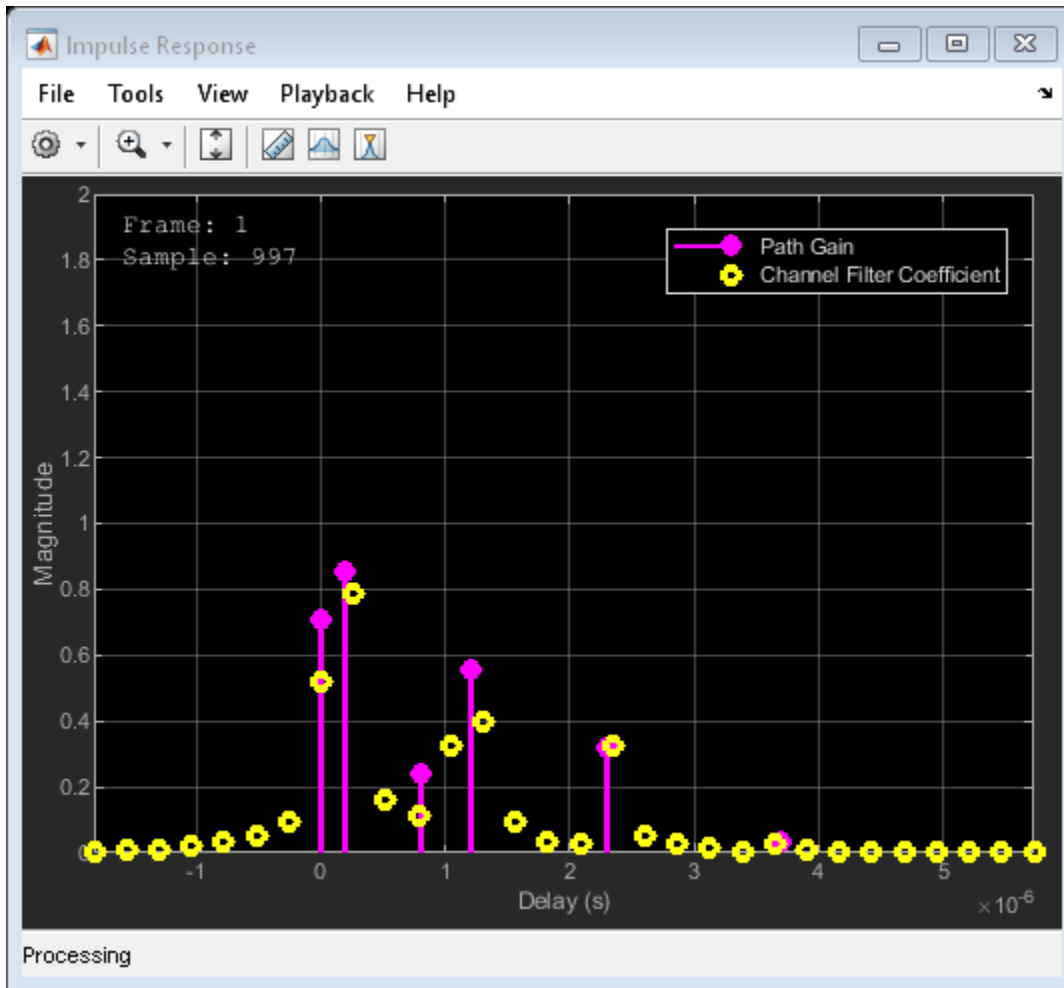 Impulse Response
File Tools View Playback Help
Frame: 1
Sample: 997
Path Gain
Channel Filter Coefficient
2
1.8
1.6
1.4
1.2
1
0.8
0.6
0.4
0.2
0
Magnitude
-1 0 1 2 3 4 5
Delay (s)
×10⁻⁶
Processing